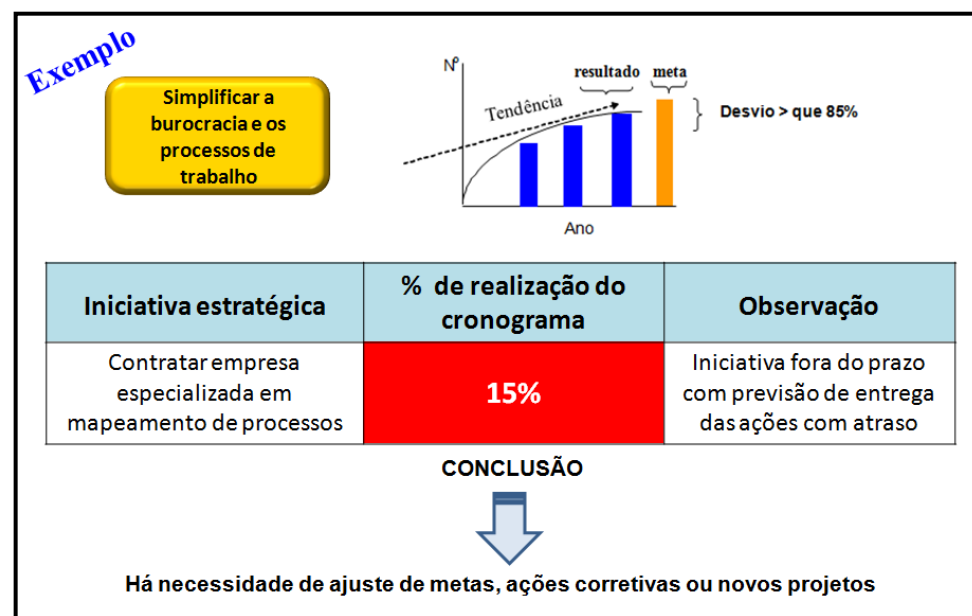 Exemplo
Simplificar a
burocracia e os
processos de
trabalho
Nº
resultado
meta
Tendência
Desvio > que 85%
Ano
Iniciativa estratégica
% de realização do
cronograma
Observação
Contratar empresa
especializada em
mapeamento de processos
15%
Iniciativa fora do prazo
com previsão de entrega
das ações com atraso
CONCLUSÃO
Há necessidade de ajuste de metas, ações corretivas ou novos projetos